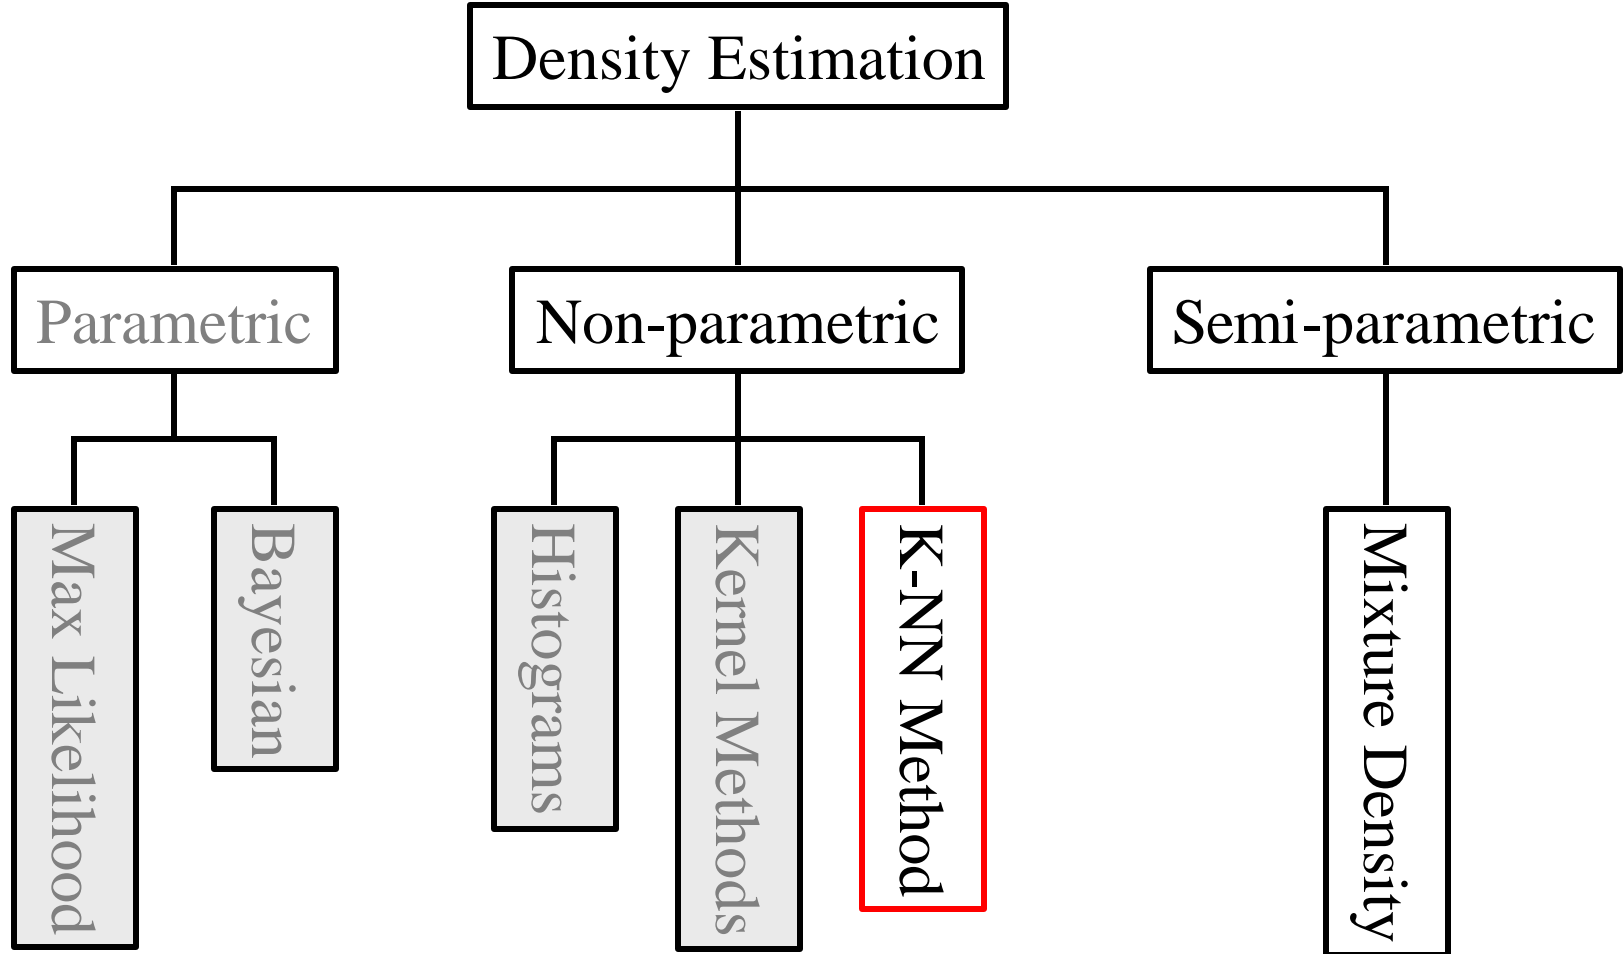 Density Estimation
Parametric
Non-parametric
Semi-parametric
Max Likelihood
Bayesian
Histograms
Kernel Methods
K-NN Method
Mixture Density